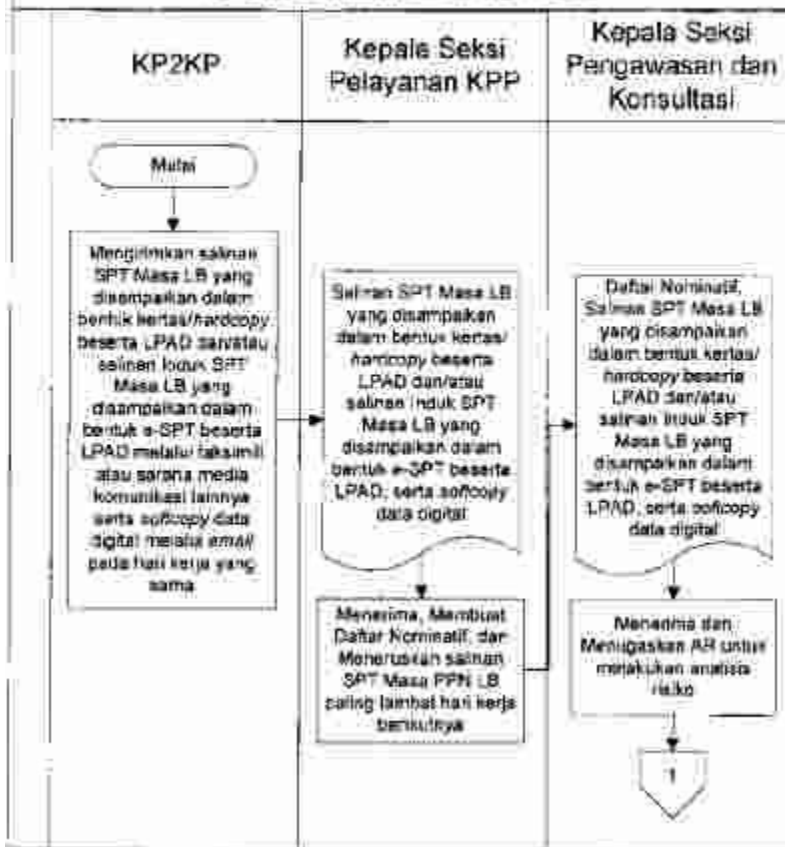 KP2KP
Kepala Seksi
Pelayanan KPP
Kepala Seksi
Pengawasan dan
Konsultasi
Mulai
Mengirimkan salinan
SPT Masa LB yang
disampaikan dalam
bentuk kertas/hardcopy
beserta LPAD dan/atau
salinan Induk SPT
Masa LB yang
disampaikan dalam
bentuk e-SPT beserta
LPAD melalui faksimili
atau sarana media
komunikasi lainnya
serta softcopy data
digital melalui email
pada hari kerja yang
sama
Salinan SPT Masa LB
yang disampaikan
dalam bentuk kertas/
hardcopy beserta
LPAD dan/atau
salinan Induk SPT
Masa LB yang
disampaikan dalam
bentuk e-SPT beserta
LPAD, serta softcopy
data digital
Menerima, Membuat
Daftar Nominatif, dan
Meneruskan salinan
SPT Masa PPN LB
paling lambat hari kerja
berikutnya
Daftar Nominatif,
Salinan SPT Masa LB
yang disampaikan
dalam bentuk kertas/
hardcopy beserta
LPAD dan/atau
salinan Induk SPT
Masa LB yang
disampaikan dalam
bentuk e-SPT beserta
LPAD, serta softcopy
data digital
Menerima dan
Menugaskan AR untuk
melakukan analisis
risiko
1